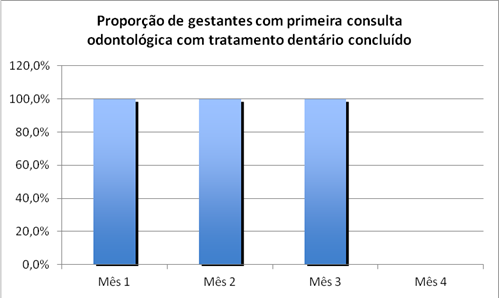 Proporção de gestantes com primeira consulta
odontológica com tratamento dentário concluído
120,0%
100,0%
80,0%
60,0%
40,0%
20,0%
0,0%
Mês 1 Mês 2 Mês 3 Mês 4